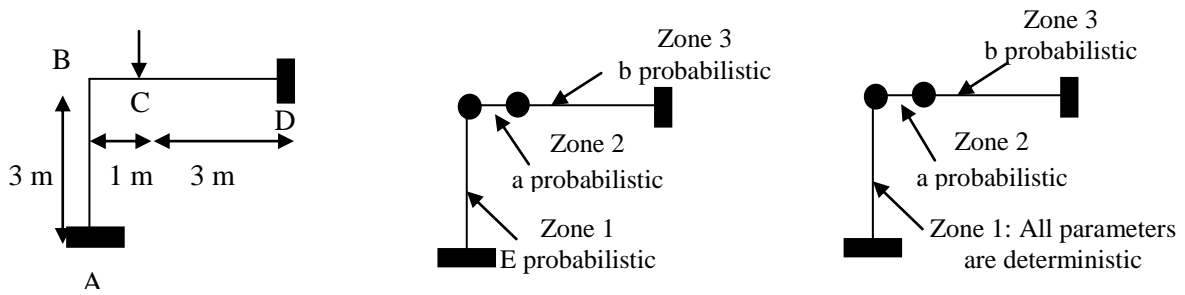 B
C
D
3 m
1 m
3 m
A
Zone 3
b probabilistic
Zone 2
a probabilistic
Zone 1
E probabilistic
Zone 3
b probabilistic
Zone 2
a probabilistic
Zone 1: All parameters
are deterministic